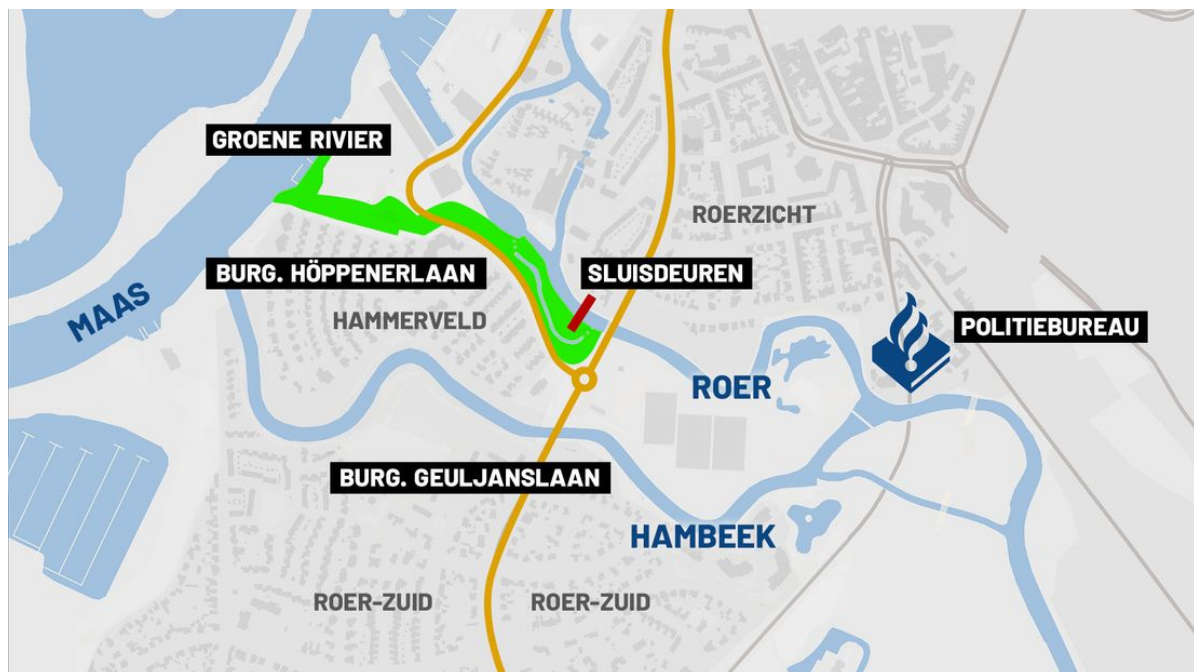 GROENE RIVIER
ROERZICHT
BURG. HÖPPENERLAAN
SLUISDEUREN
MAAS
HAMMERVELD
POLITIEBUREAU
ROER
BURG. GEULJANSLAAN
HAMBEEK
ROER-ZUID
ROER-ZUID